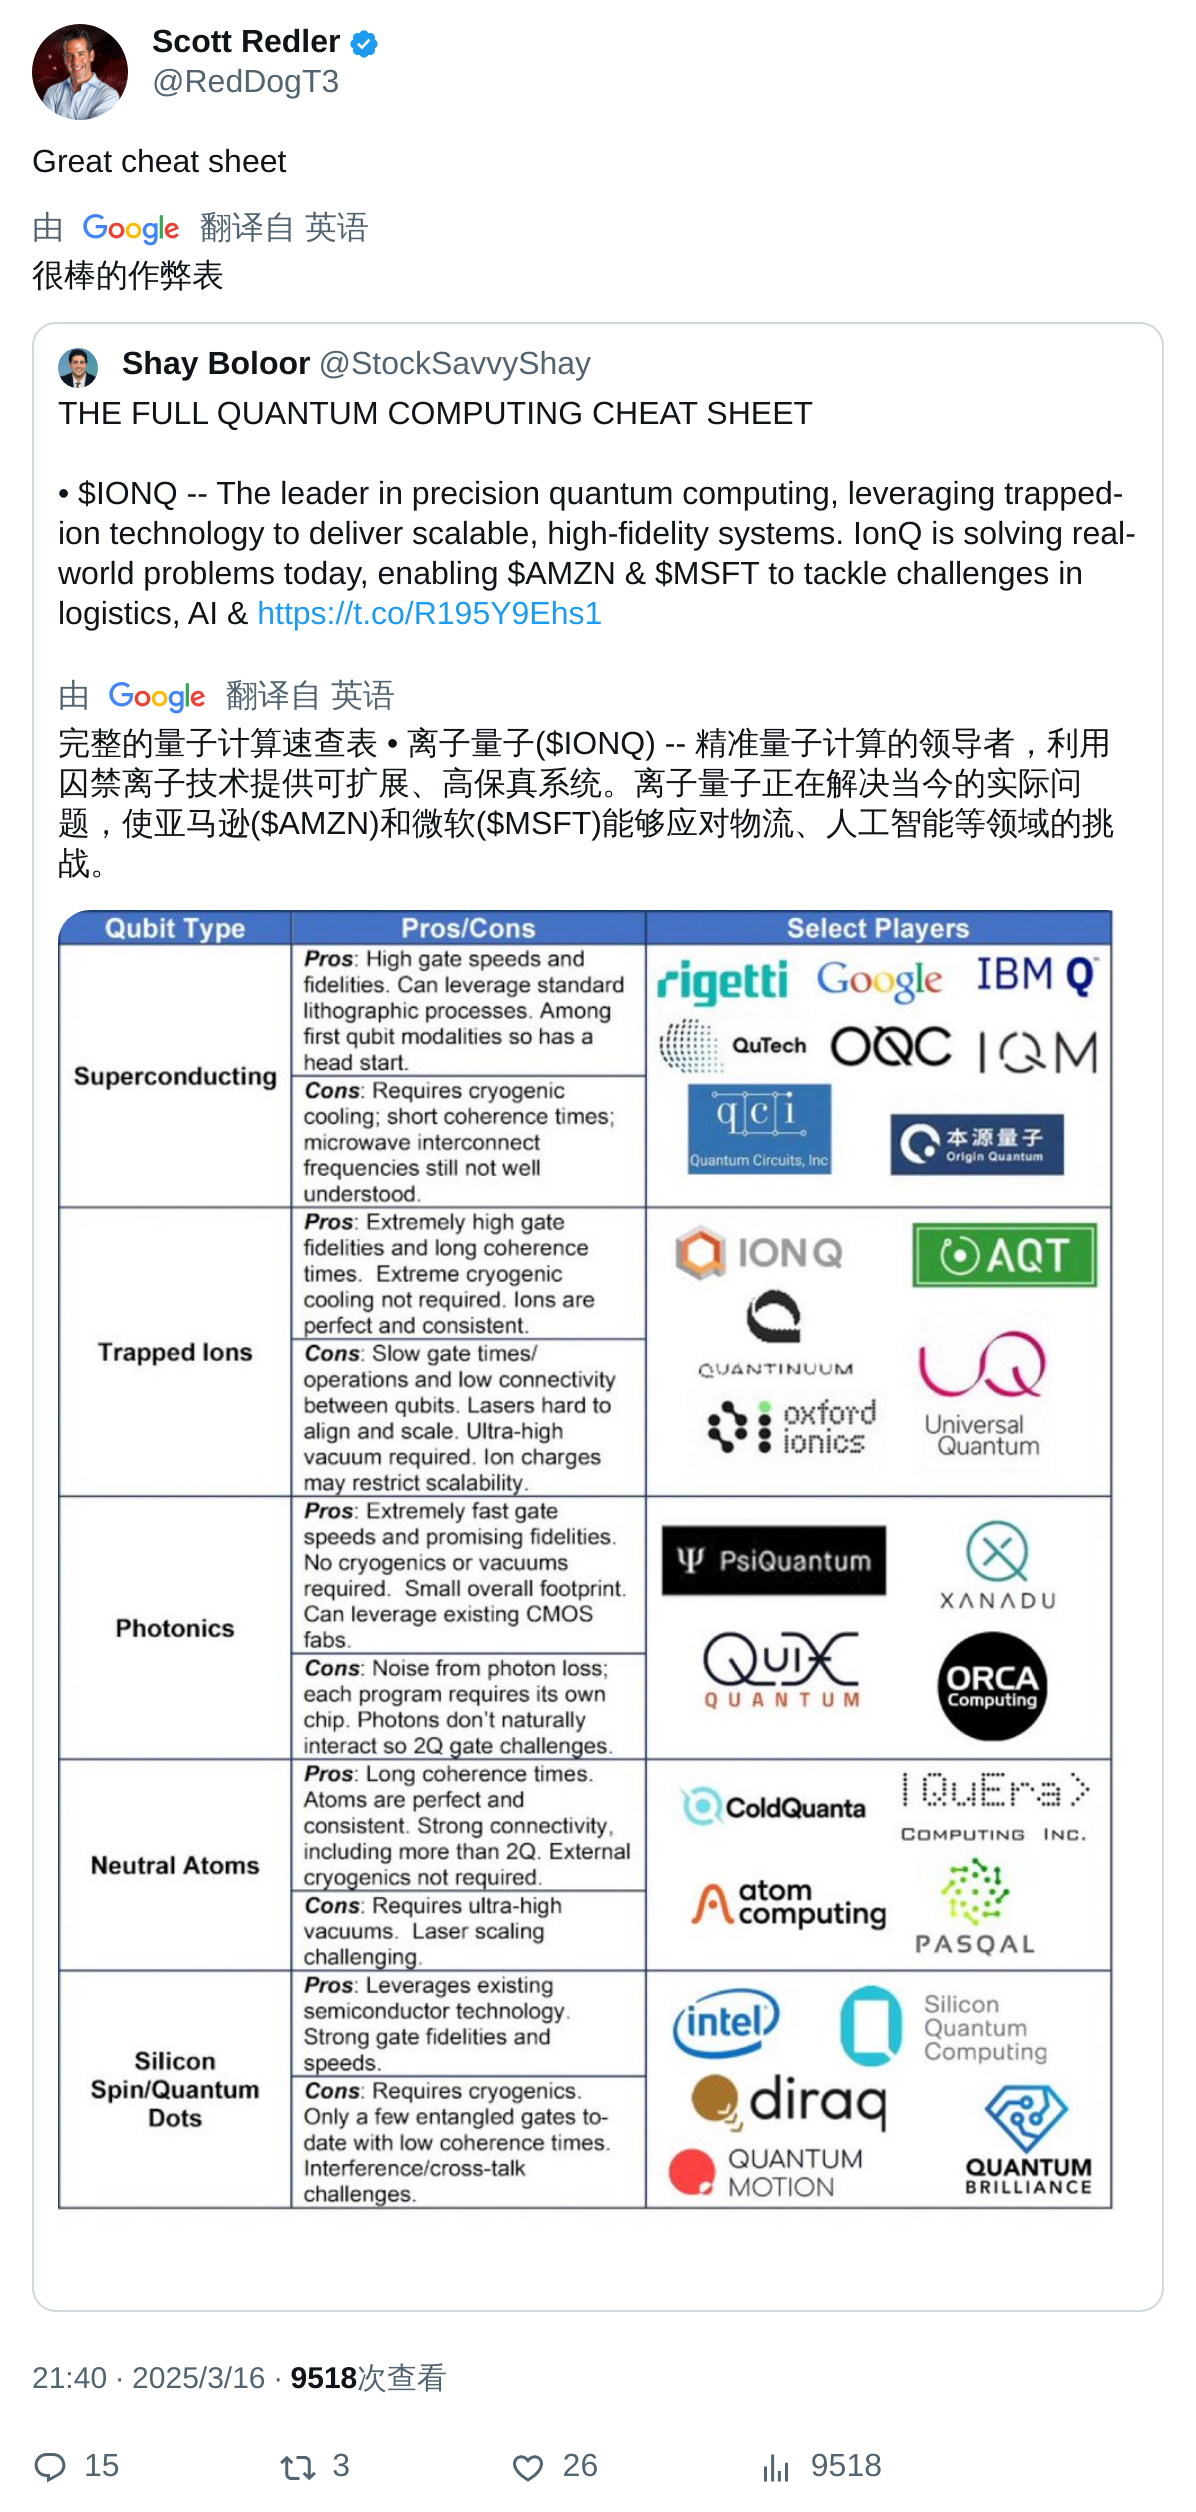 Scott Redler
@RedDogT3
Great cheat sheet
由 Google 翻译自 英语
很棒的作弊表
Shay Boloor @StockSavvyShay
THE FULL QUANTUM COMPUTING CHEAT SHEET
• $IONQ -- The leader in precision quantum computing, leveraging trapped-
ion technology to deliver scalable, high-fidelity systems. IonQ is solving real-
world problems today, enabling $AMZN & $MSFT to tackle challenges in
logistics, AI & https://t.co/R195Y9Ehs1
由 Google 翻译自 英语
完整的量子计算速查表 • 离子量子($IONQ) -- 精准量子计算的领导者，利用
囚禁离子技术提供可扩展、高保真系统。离子量子正在解决当今的实际问
题，使亚马逊($AMZN)和微软($MSFT)能够应对物流、人工智能等领域的挑
战。
Qubit Type Pros/Cons Select Players
Superconducting
Pros: High gate speeds and
fidelities. Can leverage standard
lithographic processes. Among
first qubit modalities so has a
head start.
Cons: Requires cryogenic
cooling; short coherence times;
microwave interconnect
frequencies still not well
understood.
rigetti Google IBM Q™
QuTech OQC IQM
qci
Quantum Circuits, Inc
本源量子
Origin Quantum
Trapped Ions
Pros: Extremely high gate
fidelities and long coherence
times. Extreme cryogenic
cooling not required. Ions are
perfect and consistent.
Cons: Slow gate times/
operations and low connectivity
between qubits. Lasers hard to
align and scale. Ultra-high
vacuum required. Ion charges
may restrict scalability.
IONQ AQT
QUANTINUUM
oxford
ionics
UQ
Universal
Quantum
Photonics
Pros: Extremely fast gate
speeds and promising fidelities.
No cryogenics or vacuums
required. Small overall footprint.
Can leverage existing CMOS
fabs.
Cons: Noise from photon loss;
each program requires its own
chip. Photons don't naturally
interact so 2Q gate challenges.
Ψ PsiQuantum
XANADU
QUIX
QUANTUM
ORCA
Computing
Neutral Atoms
Pros: Long coherence times.
Atoms are perfect and
consistent. Strong connectivity,
including more than 2Q. External
cryogenics not required.
Cons: Requires ultra-high
vacuums. Laser scaling
challenging.
ColdQuanta
|QuEra>
COMPUTING INC.
atom
computing
PASQAL
Silicon
Spin/Quantum
Dots
Pros: Leverages existing
semiconductor technology.
Strong gate fidelities and
speeds.
Cons: Requires cryogenics.
Only a few entangled gates to-
date with low coherence times.
Interference/cross-talk
challenges.
intel
Silicon
Quantum
Computing
diraq
QUANTUM
MOTION
QUANTUM
BRILLIANCE
21:40 · 2025/3/16 · 9518次查看
15 3 26 9518